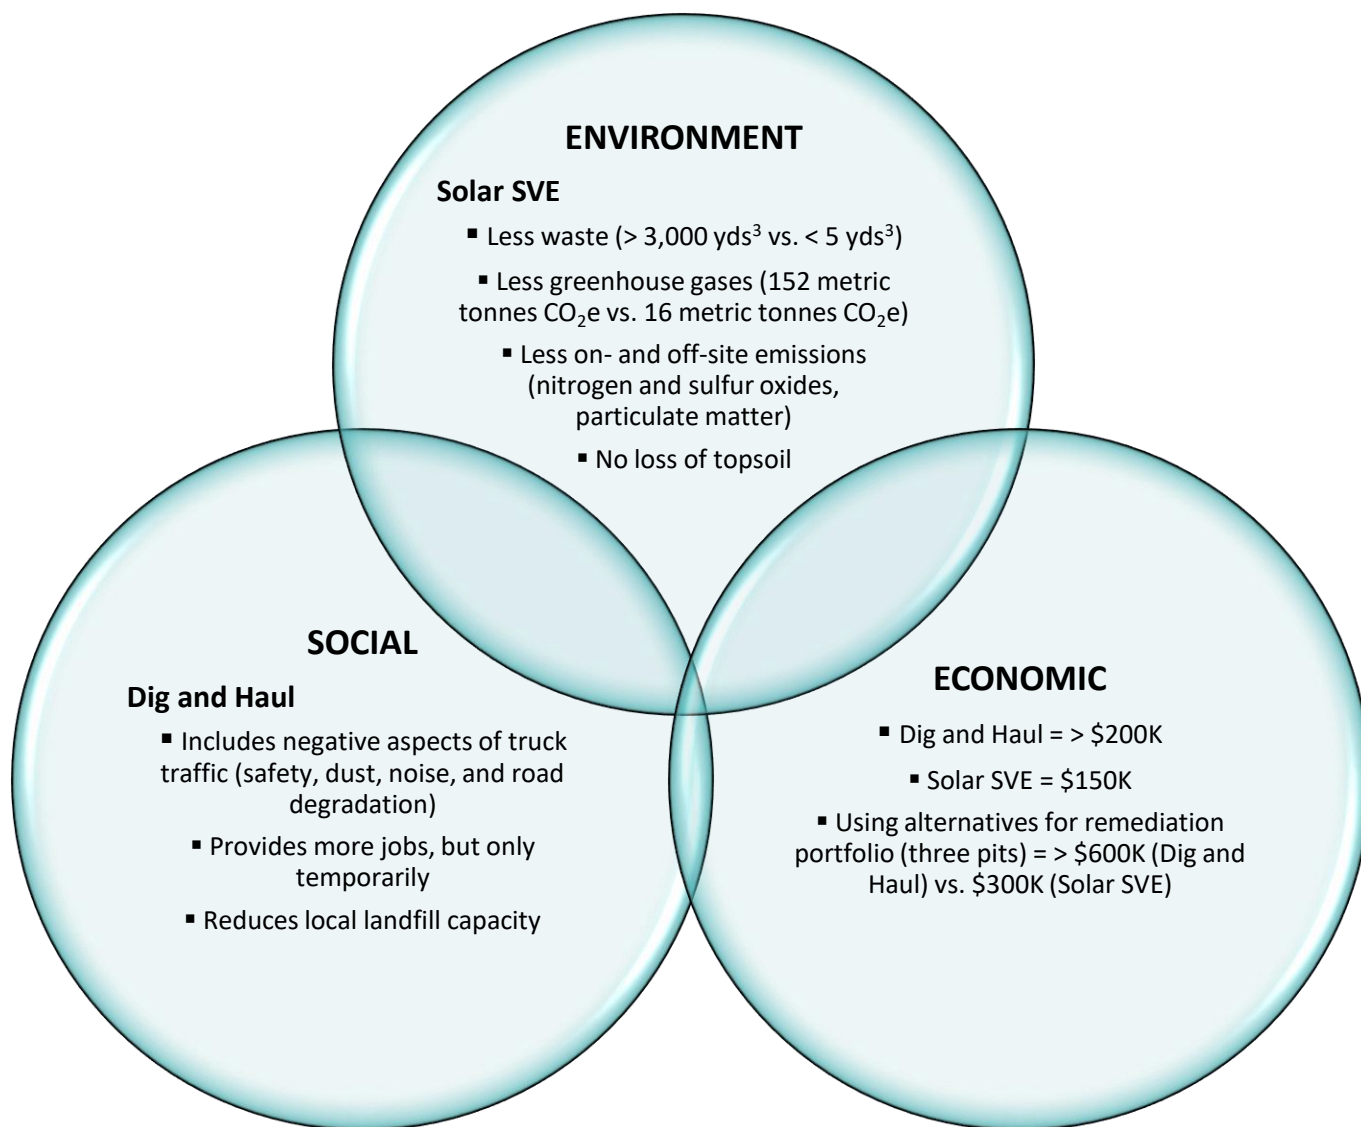 ENVIRONMENT
Solar SVE
▪ Less waste (> 3,000 yds³ vs. < 5 yds³)
▪ Less greenhouse gases (152 metric
tonnes CO₂e vs. 16 metric tonnes CO₂e)
▪ Less on- and off-site emissions
(nitrogen and sulfur oxides,
particulate matter)
▪ No loss of topsoil
SOCIAL
Dig and Haul
▪ Includes negative aspects of truck
traffic (safety, dust, noise, and road
degradation)
▪ Provides more jobs, but only
temporarily
▪ Reduces local landfill capacity
ECONOMIC
▪ Dig and Haul = > $200K
▪ Solar SVE = $150K
▪ Using alternatives for remediation
portfolio (three pits) = > $600K (Dig and
Haul) vs. $300K (Solar SVE)